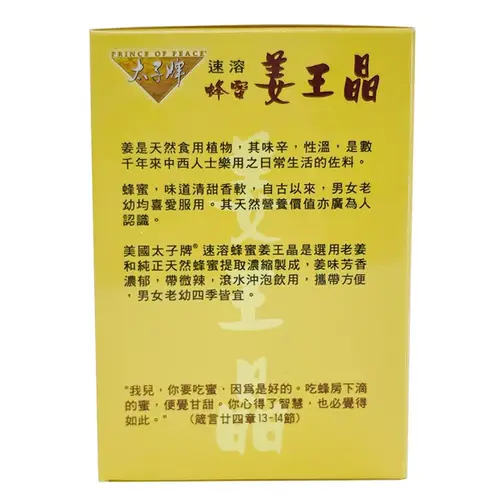 PRINCE OF PEACE®
太子牌
速溶
蜂蜜 姜王晶
姜是天然食用植物，其味辛，性溫，是數
千年來中西人士樂用之日常生活的佐料。
蜂蜜，味道清甜香軟，自古以來，男女老
幼均喜愛服用。其天然營養價值亦廣為人
認識。
美國太子牌® 速溶蜂蜜姜王晶是選用老姜
和純正天然蜂蜜提取濃縮製成，姜味芳香
濃郁，帶微辣，滾水沖泡飲用，攜帶方便
，男女老幼四季皆宜。
姜王晶
"我兒，你要吃蜜，因爲是好的。吃蜂房下滴
的蜜，便覺甘甜。你心得了智慧，也必覺得
如此。" (箴言廿四章13-14節)